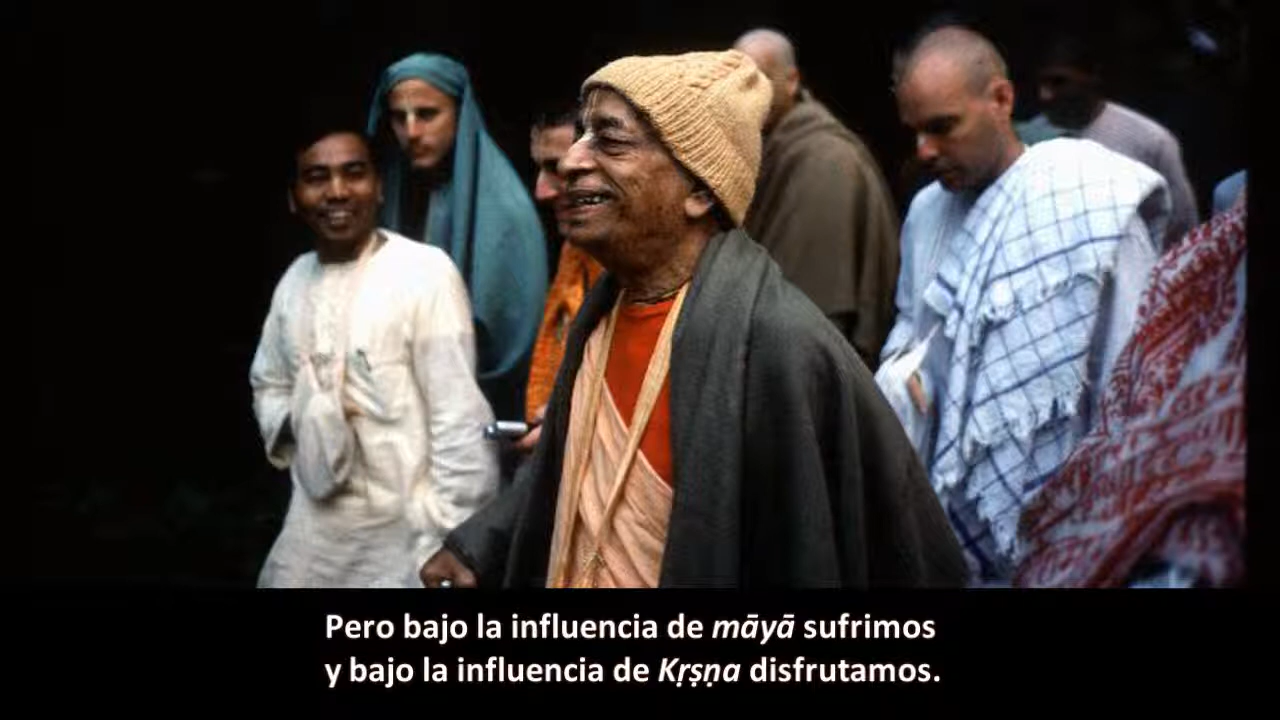 Pero bajo la influencia de māyā sufrimos
y bajo la influencia de Kṛṣṇa disfrutamos.